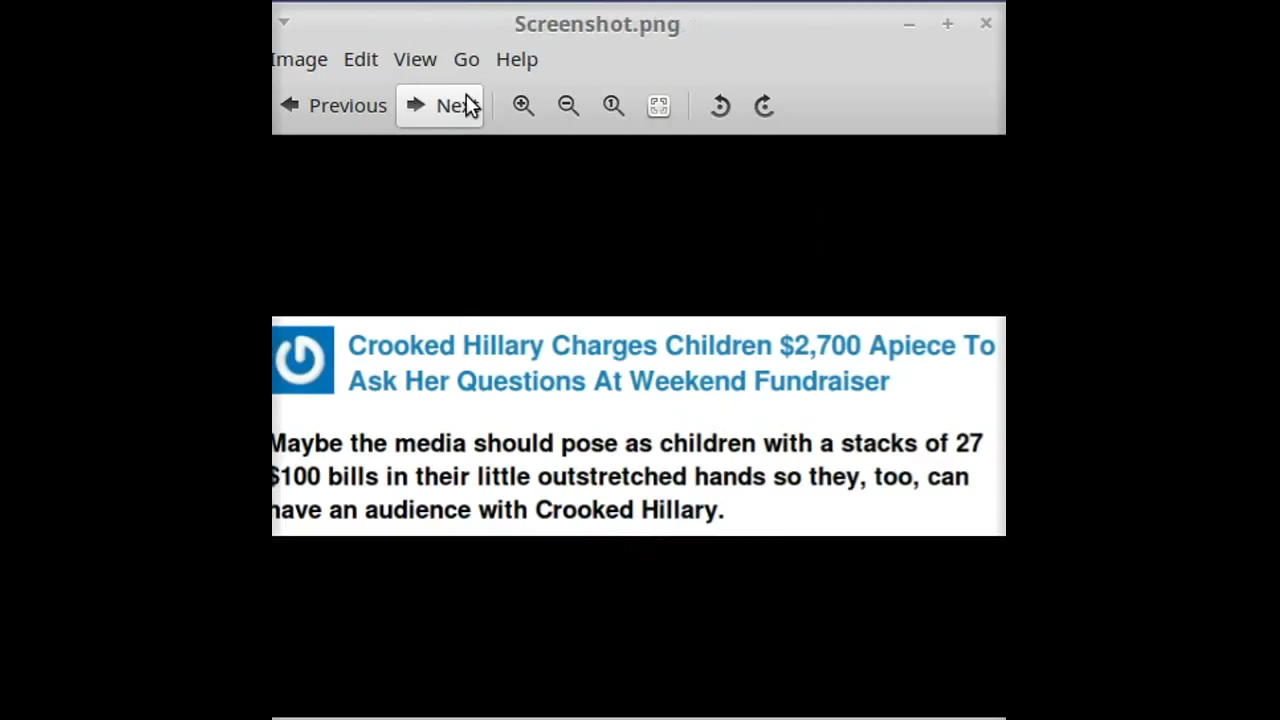 Screenshot.png
Image Edit View Go Help
Previous Next
Crooked Hillary Charges Children $2,700 Apiece To
Ask Her Questions At Weekend Fundraiser
Maybe the media should pose as children with a stacks of 27
$100 bills in their little outstretched hands so they, too, can
have an audience with Crooked Hillary.